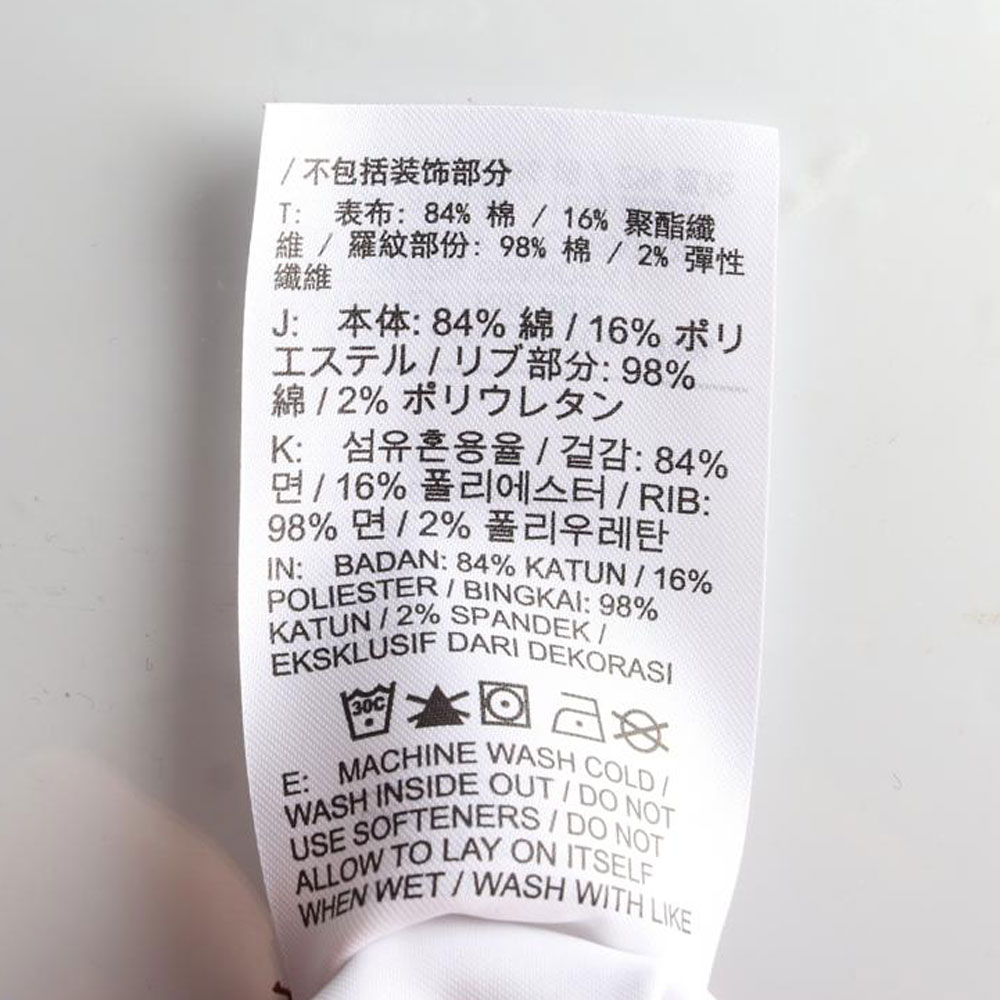 / 不包括装饰部分
T: 表布: 84% 棉 / 16% 聚酯纖
維 / 羅紋部份: 98% 棉 / 2% 彈性
纖維
J: 本体: 84% 綿 / 16% ポリ
エステル / リブ部分: 98%
綿 / 2% ポリウレタン
K: 섬유혼용율 / 겉감: 84%
면 / 16% 폴리에스터 / RIB:
98% 면 / 2% 폴리우레탄
IN: BADAN: 84% KATUN / 16%
POLIESTER / BINGKAI: 98%
KATUN / 2% SPANDEK /
EKSKLUSIF DARI DEKORASI
30C
E: MACHINE WASH COLD /
WASH INSIDE OUT / DO NOT
USE SOFTENERS / DO NOT
ALLOW TO LAY ON ITSELF
WHEN WET / WASH WITH LIKE